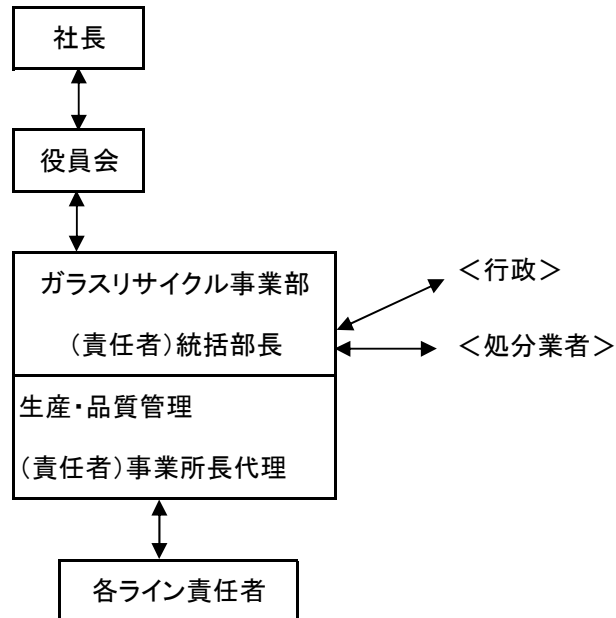 社長
役員会
ガラスリサイクル事業部
（責任者）統括部長
＜行政＞
＜処分業者＞
生産・品質管理
（責任者）事業所長代理
各ライン責任者